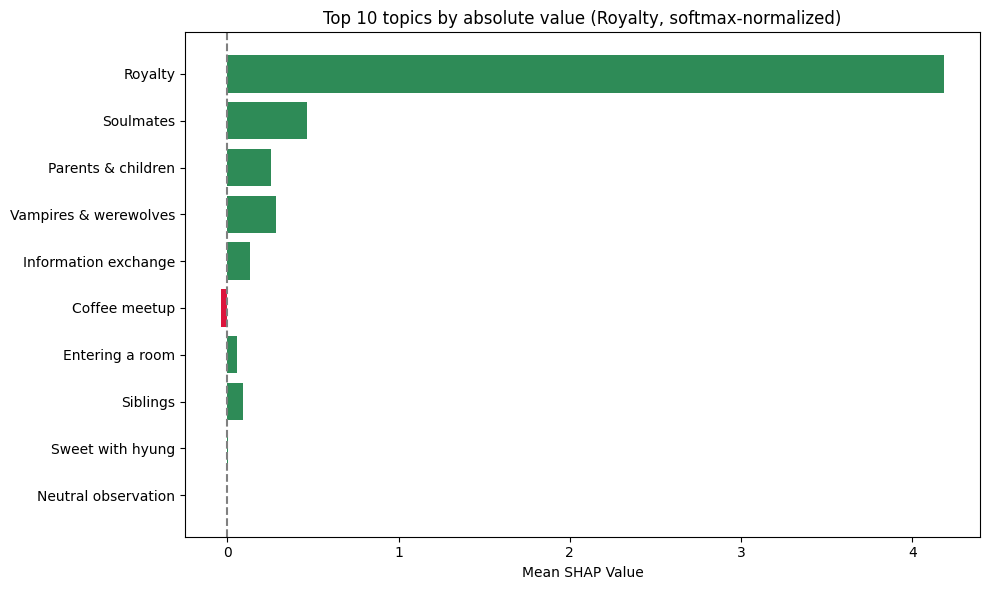 Top 10 topics by absolute value (Royalty, softmax-normalized)
Royalty
Soulmates
Parents & children
Vampires & werewolves
Information exchange
Coffee meetup
Entering a room
Siblings
Sweet with hyung
Neutral observation
0 1 2 3 4
Mean SHAP Value